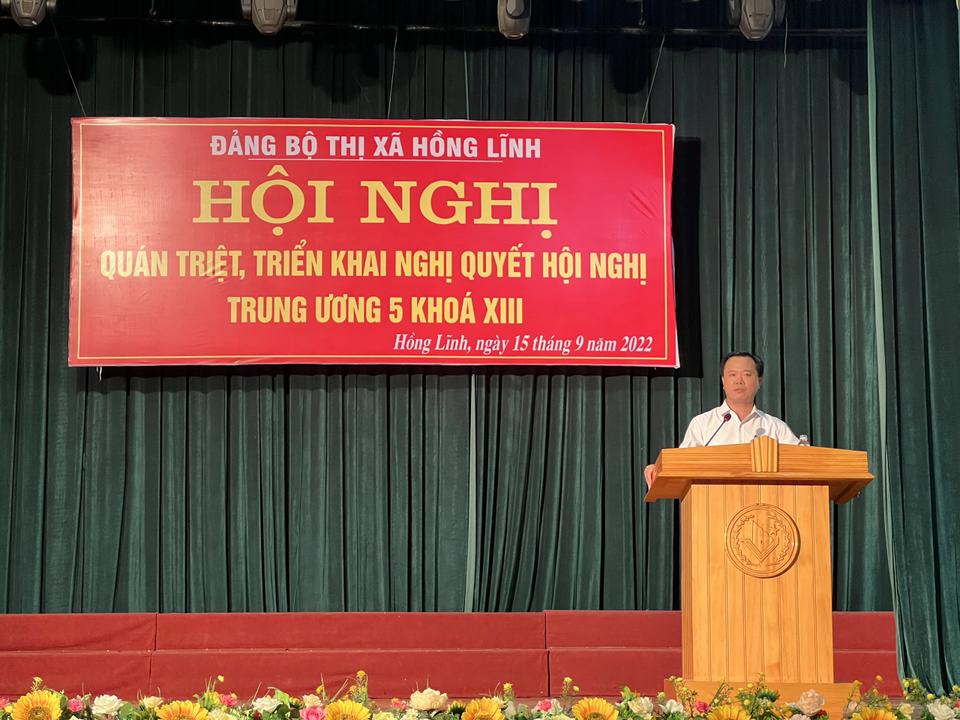 ĐẢNG BỘ THỊ XÃ HỒNG LĨNH
HỘI NGHỊ
QUÁN TRIỆT, TRIỂN KHAI NGHỊ QUYẾT HỘI NGHỊ
TRUNG ƯƠNG 5 KHOÁ XIII
Hồng Lĩnh, ngày 15 tháng 9 năm 2022